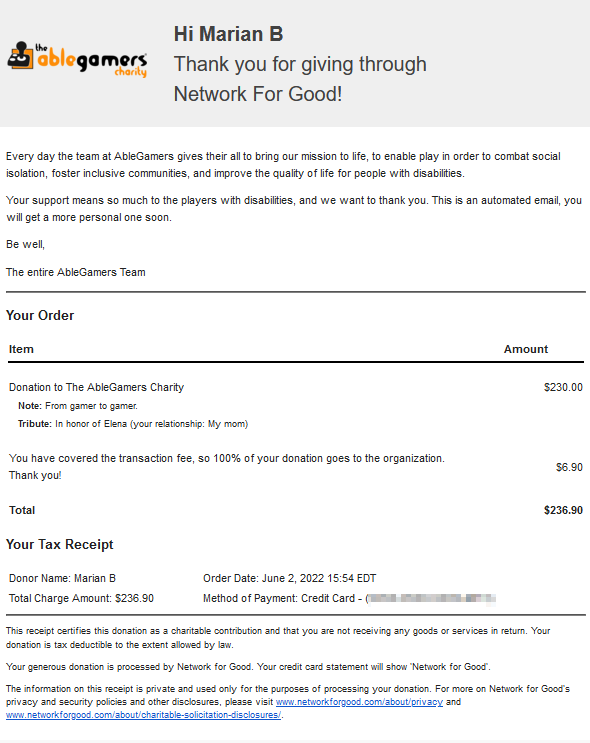 the
ablegamers
charity
Hi Marian B
Thank you for giving through
Network For Good!
Every day the team at AbleGamers gives their all to bring our mission to life, to enable play in order to combat social
isolation, foster inclusive communities, and improve the quality of life for people with disabilities.
Your support means so much to the players with disabilities, and we want to thank you. This is an automated email, you
will get a more personal one soon.
Be well,
The entire AbleGamers Team
Your Order
Item Amount
Donation to The AbleGamers Charity $230.00
Note: From gamer to gamer.
Tribute: In honor of Elena (your relationship: My mom)
You have covered the transaction fee, so 100% of your donation goes to the organization.
Thank you! $6.90
Total $236.90
Your Tax Receipt
Donor Name: Marian B Order Date: June 2, 2022 15:54 EDT
Total Charge Amount: $236.90 Method of Payment: Credit Card - (
This receipt certifies this donation as a charitable contribution and that you are not receiving any goods or services in return. Your
donation is tax deductible to the extent allowed by law.
Your generous donation is processed by Network for Good. Your credit card statement will show 'Network for Good'.
The information on this receipt is private and used only for the purposes of processing your donation. For more on Network for Good's
privacy and security policies and other disclosures, please visit www.networkforgood.com/about/privacy and
www.networkforgood.com/about/charitable-solicitation-disclosures/.